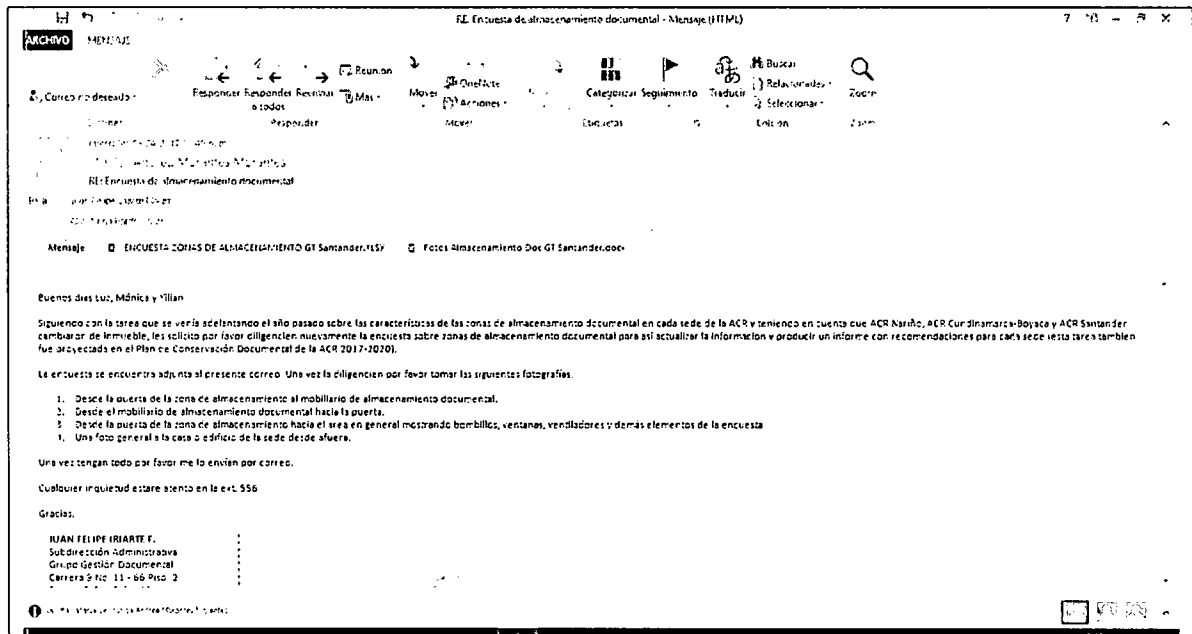 RE: Encuesta de almacenamiento documental - Mensaje (HTML)
ARCHIVO MENSAJE
Reunión Buscar
OneNote Relacionadas
Correo no deseado Responder Responder a todos Reenviar Más Mover Acciones Categorizar Seguimiento Traducir Seleccionar Zoom
Responder Mover Etiquetas Edición Zoom
RE: Encuesta de almacenamiento documental
Mensaje ENCUESTA ZONAS DE ALMACENAMIENTO GT Santander.XLSX Fotos Almacenamiento Doc GT Santander.docx
Buenos días Luz, Mónica y Yilian
Siguiendo con la tarea que se venía adelantando el año pasado sobre las características de las zonas de almacenamiento documental en cada sede de la ACR y teniendo en cuenta que ACR Nariño, ACR Cundinamarca-Boyaca y ACR Santander
cambiaron de inmueble, les solicito por favor diligencien nuevamente la encuesta sobre zonas de almacenamiento documental para así actualizar la información y producir un informe con recomendaciones para cada sede (esta tarea tambien
fue proyectada en el Plan de Conservación Documental de la ACR 2017-2020).
La encuesta se encuentra adjunta al presente correo. Una vez la diligencien por favor tomar las siguientes fotografías.
1. Desde la puerta de la zona de almacenamiento al mobiliario de almacenamiento documental.
2. Desde el mobiliario de almacenamiento documental hacia la puerta.
3. Desde la puerta de la zona de almacenamiento hacia el area en general mostrando bombillos, ventanas, ventiladores y demás elementos de la encuesta
4. Una foto general a la casa o edificio de la sede desde afuera.
Una vez tengan todo por favor me lo envían por correo.
Cualquier inquietud estare atento en la ext. 556
Gracias,
JUAN FELIPE IRIARTE F.
Subdirección Administrativa
Grupo Gestión Documental
Carrera 9 No. 11 - 66 Piso 2